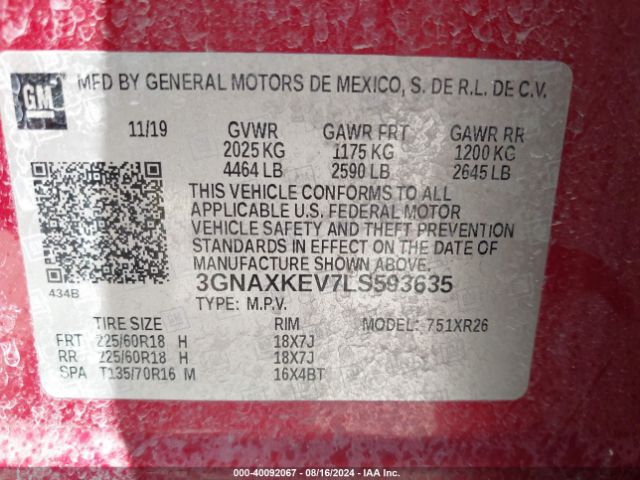 GM
MFD BY GENERAL MOTORS DE MEXICO, S. DE R.L. DE C.V.
11/19 GVWR GAWR FRT GAWR RR
2025 KG 1175 KG 1200 KG
4464 LB 2590 LB 2645 LB
THIS VEHICLE CONFORMS TO ALL
APPLICABLE U.S. FEDERAL MOTOR
VEHICLE SAFETY AND THEFT PREVENTION
STANDARDS IN EFFECT ON THE DATE OF
MANUFACTURE SHOWN ABOVE.
434B
3GNAXKEV7LS593635
TYPE: M.P.V.
TIRE SIZE RIM MODEL: 751XR26
FRT 225/60R18 H 18X7J
RR 225/60R18 H 18X7J
SPA T135/70R16 M 16X4BT
000-40092067 - 08/16/2024 - IAA Inc.